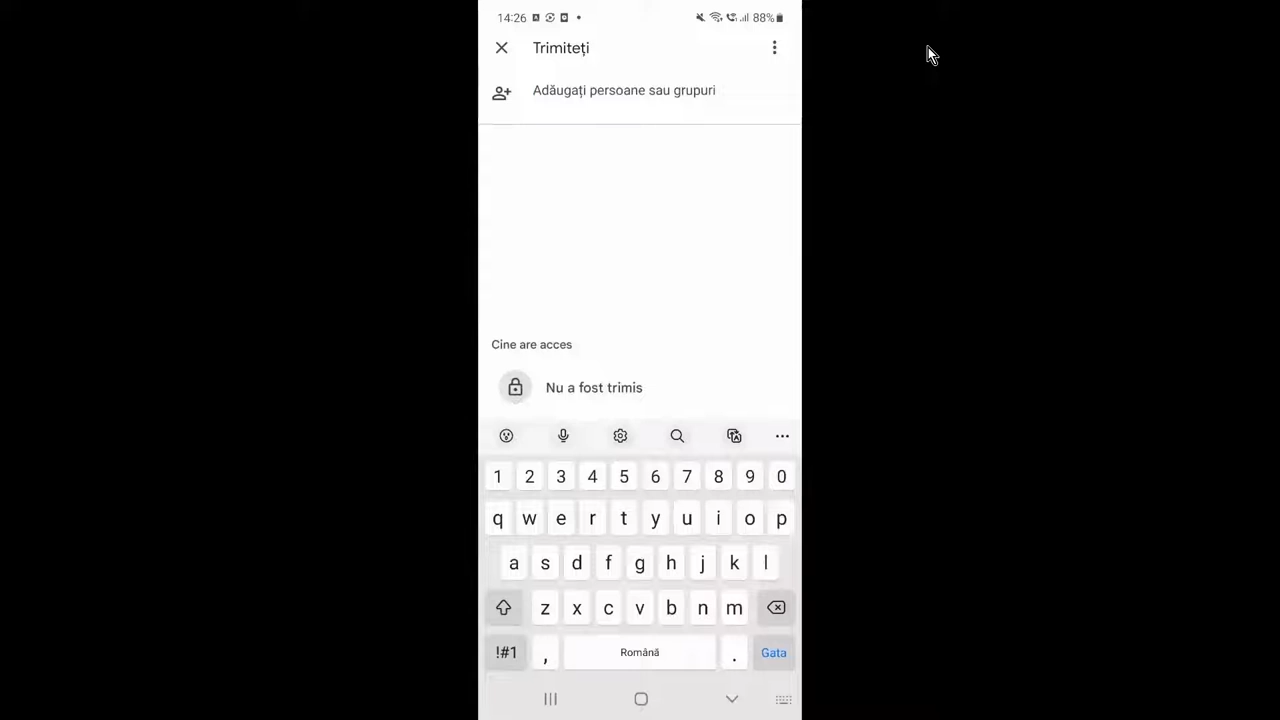 14:26 88%
Trimiteți
Adăugați persoane sau grupuri
Cine are acces
Nu a fost trimis
1 2 3 4 5 6 7 8 9 0
q w e r t y u i o p
a s d f g h j k l
z x c v b n m
!#1 , Română . Gata